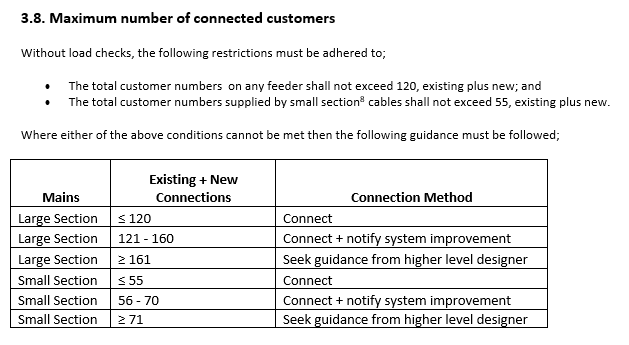 3.8. Maximum number of connected customers
Without load checks, the following restrictions must be adhered to;
• The total customer numbers on any feeder shall not exceed 120, existing plus new; and
• The total customer numbers supplied by small section⁸ cables shall not exceed 55, existing plus new.
Where either of the above conditions cannot be met then the following guidance must be followed;
Mains Existing + New Connections Connection Method
Large Section ≤ 120 Connect
Large Section 121 - 160 Connect + notify system improvement
Large Section ≥ 161 Seek guidance from higher level designer
Small Section ≤ 55 Connect
Small Section 56 - 70 Connect + notify system improvement
Small Section ≥ 71 Seek guidance from higher level designer